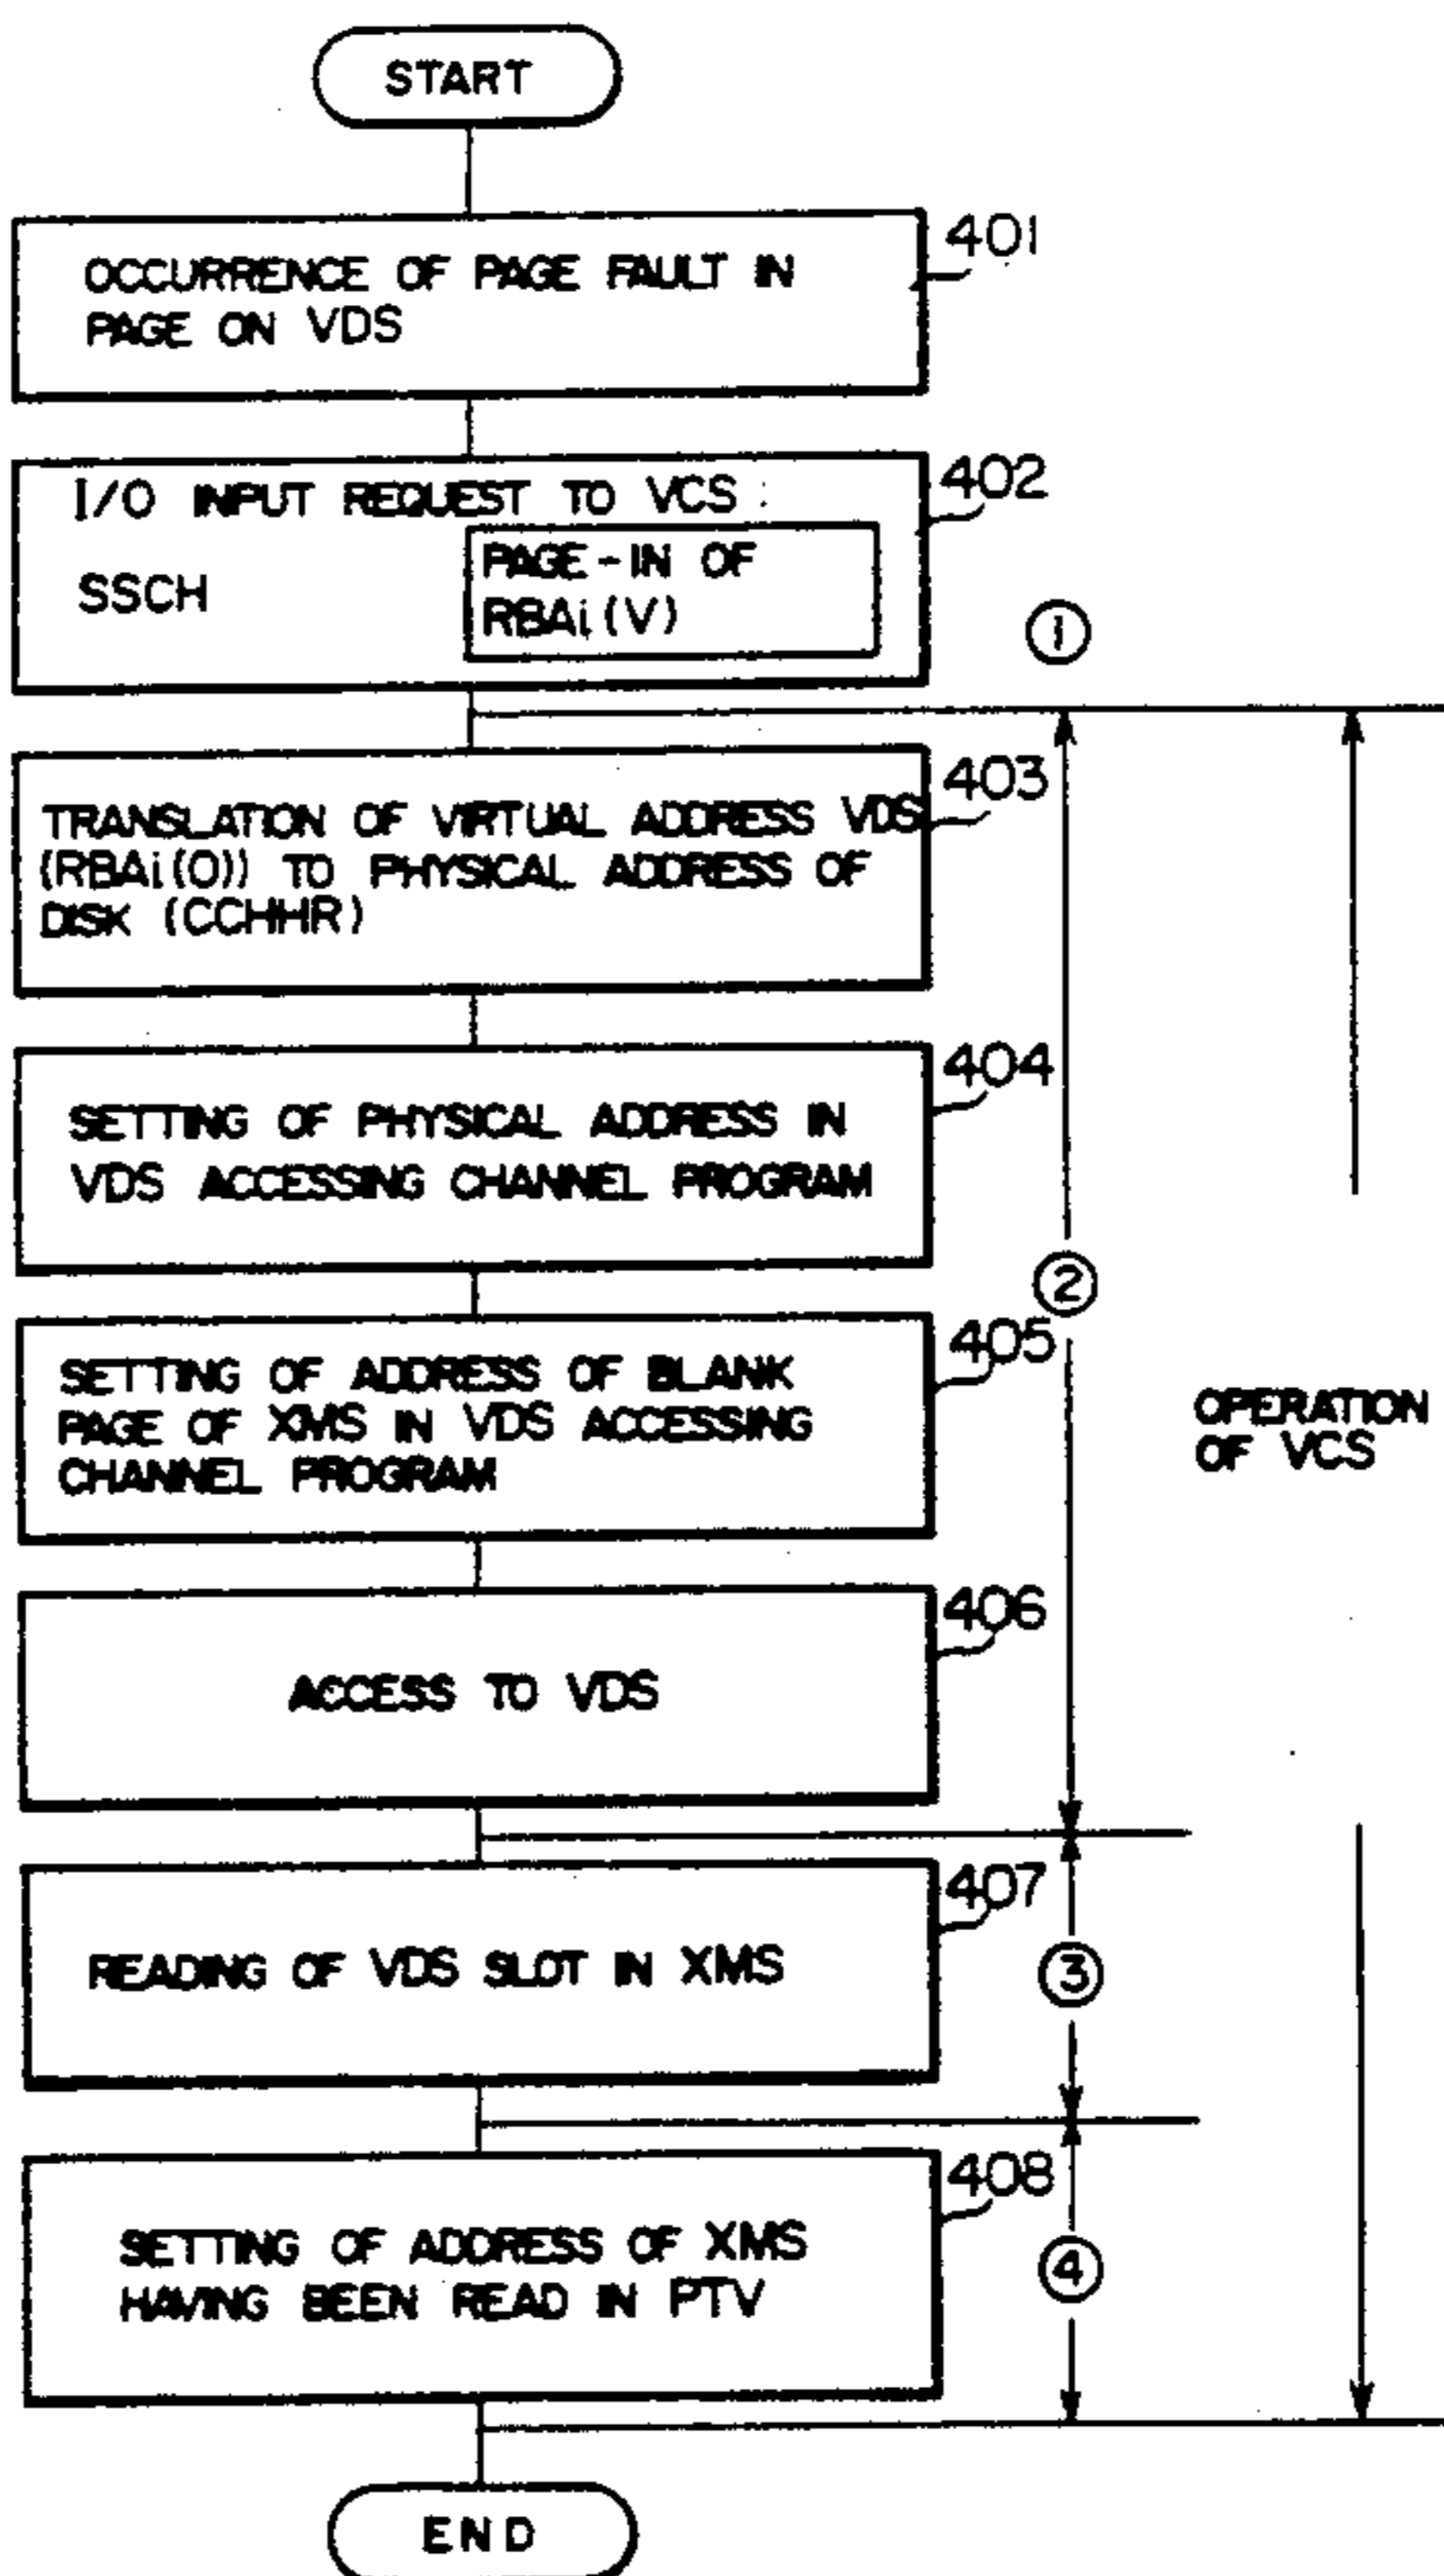 START
401
OCCURRENCE OF PAGE FAULT IN
PAGE ON VDS
402
I/O INPUT REQUEST TO VCS :
SSCH
PAGE-IN OF
RBAi(V)
①
403
TRANSLATION OF VIRTUAL ADDRESS VDS
(RBAi(0)) TO PHYSICAL ADDRESS OF
DISK (CCHHR)
404
SETTING OF PHYSICAL ADDRESS IN
VDS ACCESSING CHANNEL PROGRAM
②
405
SETTING OF ADDRESS OF BLANK
PAGE OF XMS IN VDS ACCESSING
CHANNEL PROGRAM
OPERATION
OF VCS
406
ACCESS TO VDS
407
READING OF VDS SLOT IN XMS
③
408
SETTING OF ADDRESS OF XMS
HAVING BEEN READ IN PTV
④
END